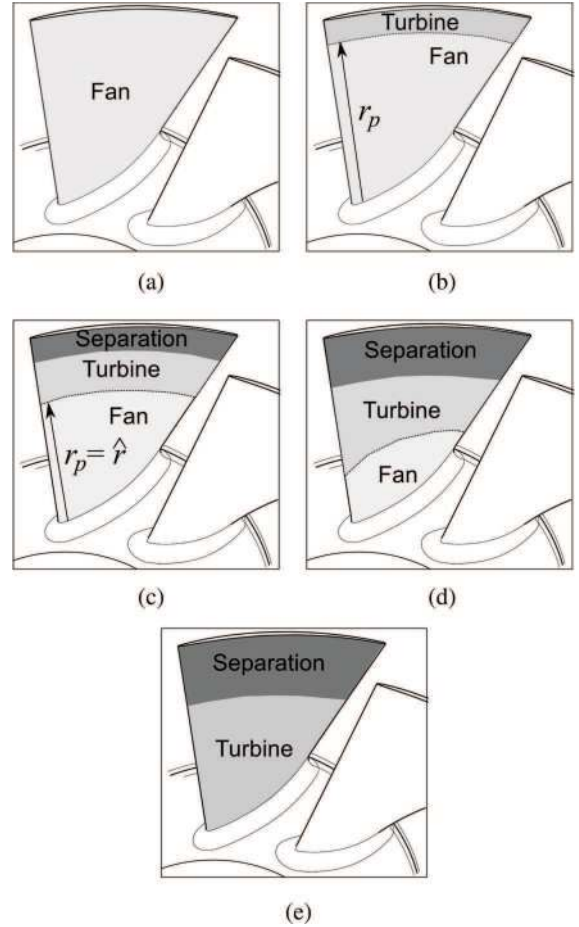 Fan
(a)
Turbine
Fan
r_p
(b)
Separation
Turbine
Fan
r_p = r̂
(c)
Separation
Turbine
Fan
(d)
Separation
Turbine
(e)